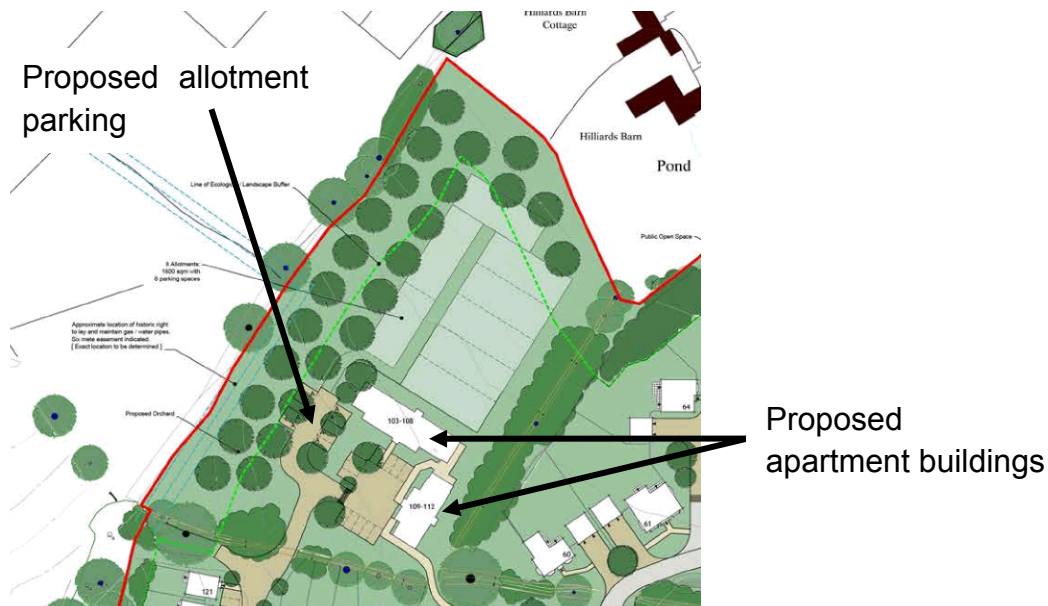 Hilliards Barn
Cottage
Proposed allotment
parking
Hilliards Barn
Pond
Line of Ecological / Landscape Buffer
Public Open Space
8 Allotments:
1600 sqm with
8 parking spaces
Approximate location of historic right
to lay and maintain gas / water pipes.
Six mete easement indicated.
[ Exact location to be determined ]
Proposed Orchard
103-108
64
Proposed
apartment buildings
109-112
61
60
121